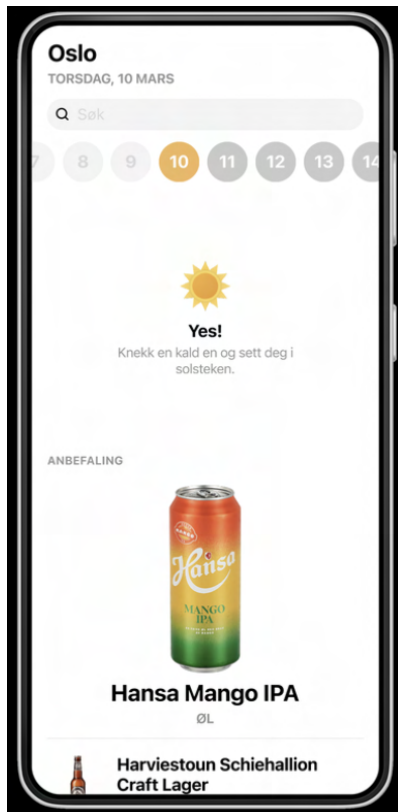 Oslo
TORSDAG, 10 MARS
Søk
7 8 9 10 11 12 13 14
Yes!
Knekk en kald en og sett deg i
solsteken.
ANBEFALING
Hansa
MANGO
IPA
Hansa Mango IPA
ØL
Harviestoun Schiehallion
Craft Lager